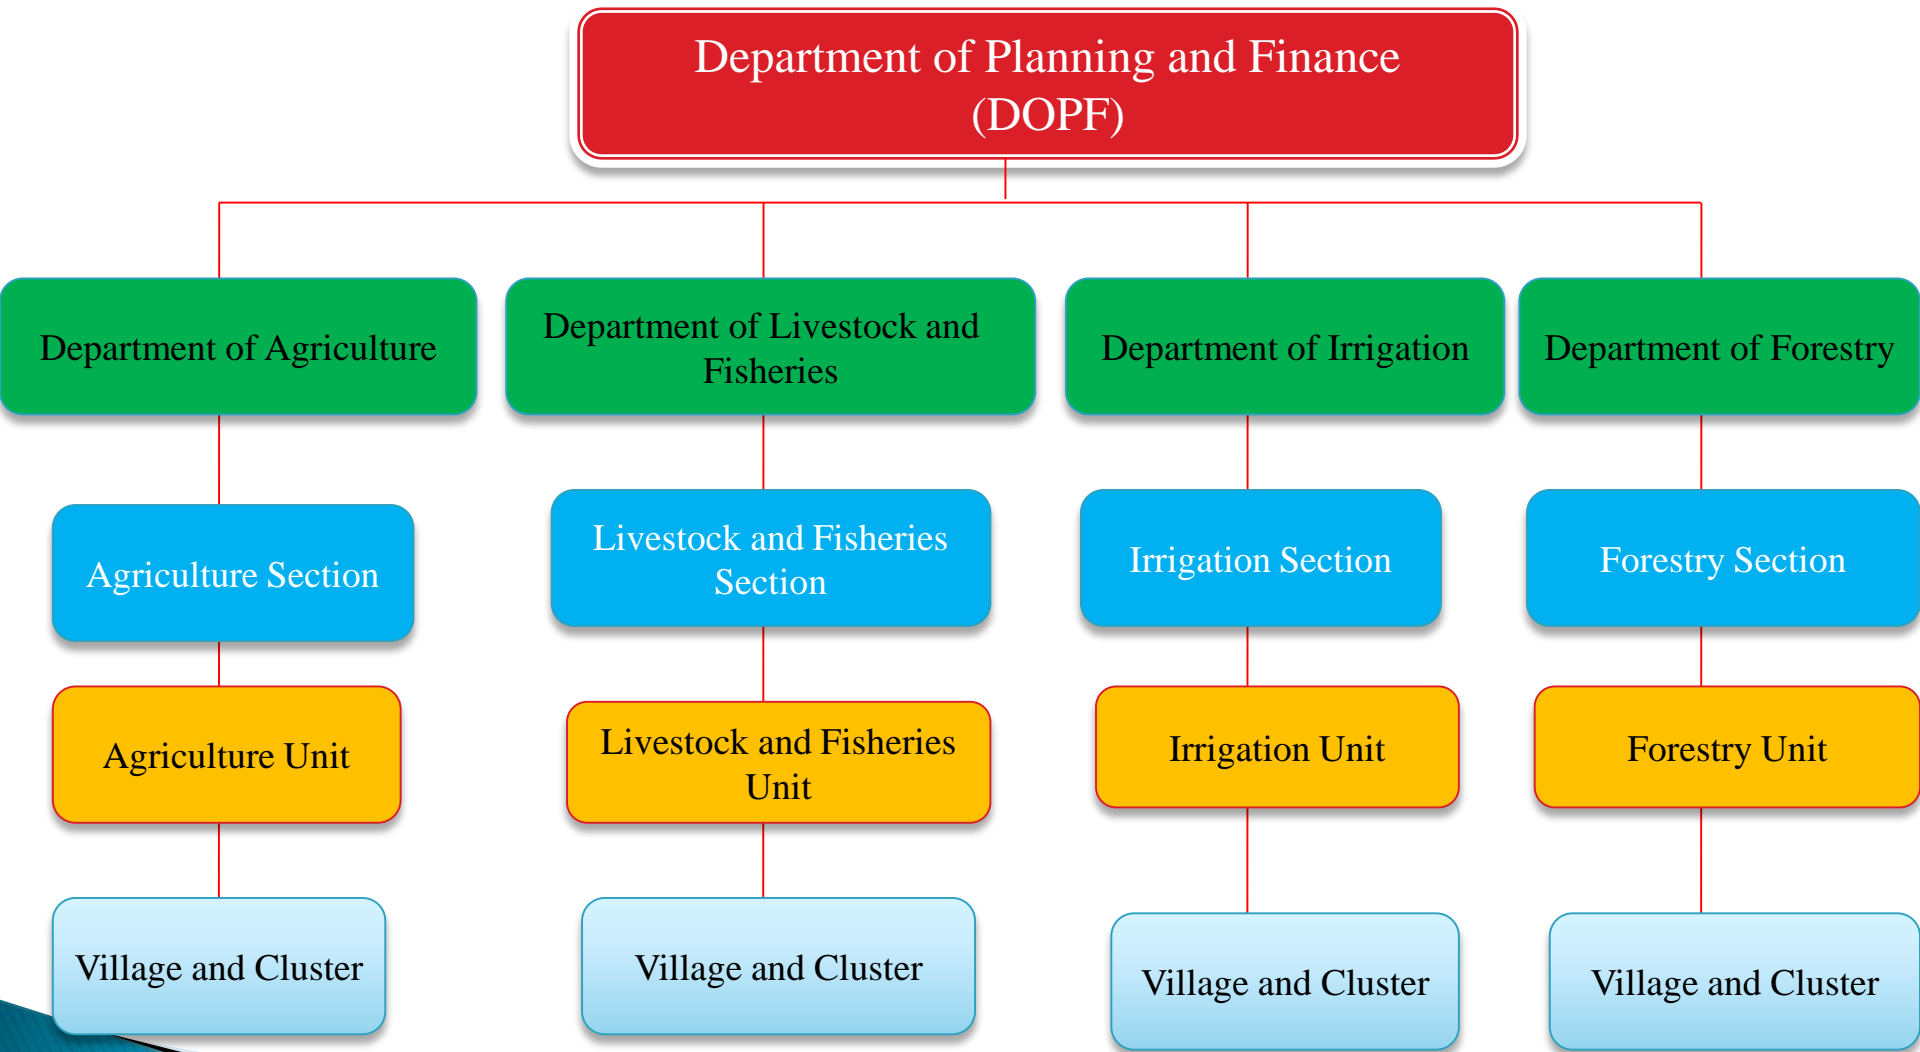 Department of Planning and Finance
(DOPF)
Department of Agriculture
Department of Livestock and
Fisheries
Department of Irrigation
Department of Forestry
Agriculture Section
Livestock and Fisheries
Section
Irrigation Section
Forestry Section
Agriculture Unit
Livestock and Fisheries
Unit
Irrigation Unit
Forestry Unit
Village and Cluster
Village and Cluster
Village and Cluster
Village and Cluster